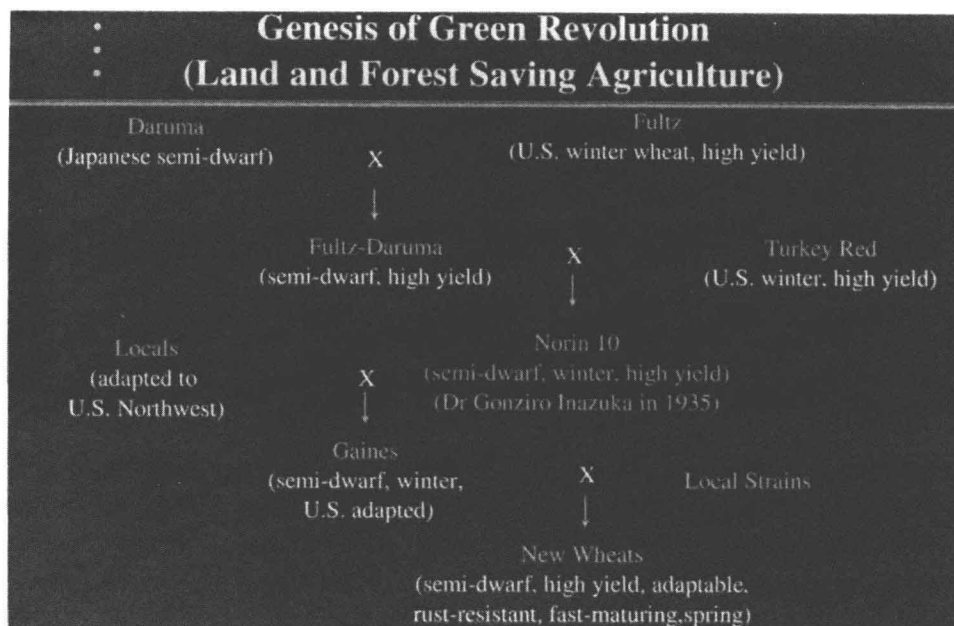 Genesis of Green Revolution
(Land and Forest Saving Agriculture)
Daruma
(Japanese semi-dwarf)
X
Fultz
(U.S. winter wheat, high yield)
Fultz-Daruma
(semi-dwarf, high yield)
X
Turkey Red
(U.S. winter, high yield)
Locals
(adapted to
U.S. Northwest)
X
Norin 10
(semi-dwarf, winter, high yield)
(Dr Gonziro Inazuka in 1935)
Gaines
(semi-dwarf, winter,
U.S. adapted)
X
Local Strains
New Wheats
(semi-dwarf, high yield, adaptable,
rust-resistant, fast-maturing,spring)